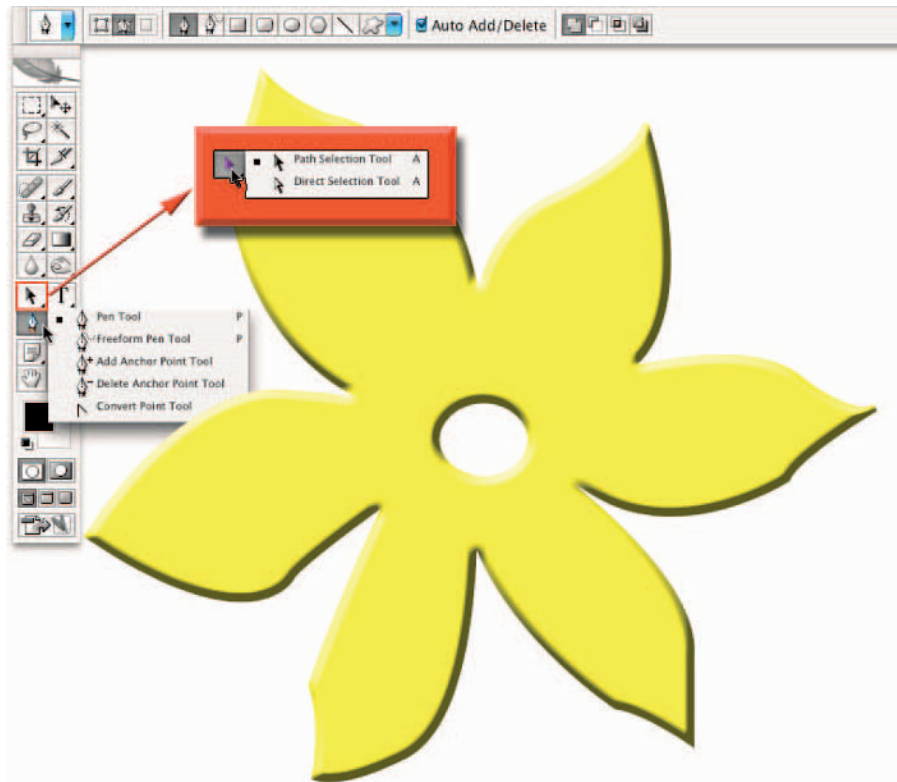 Auto Add/Delete
Path Selection Tool A
Direct Selection Tool A
T
Pen Tool P
Freeform Pen Tool P
Add Anchor Point Tool
Delete Anchor Point Tool
Convert Point Tool